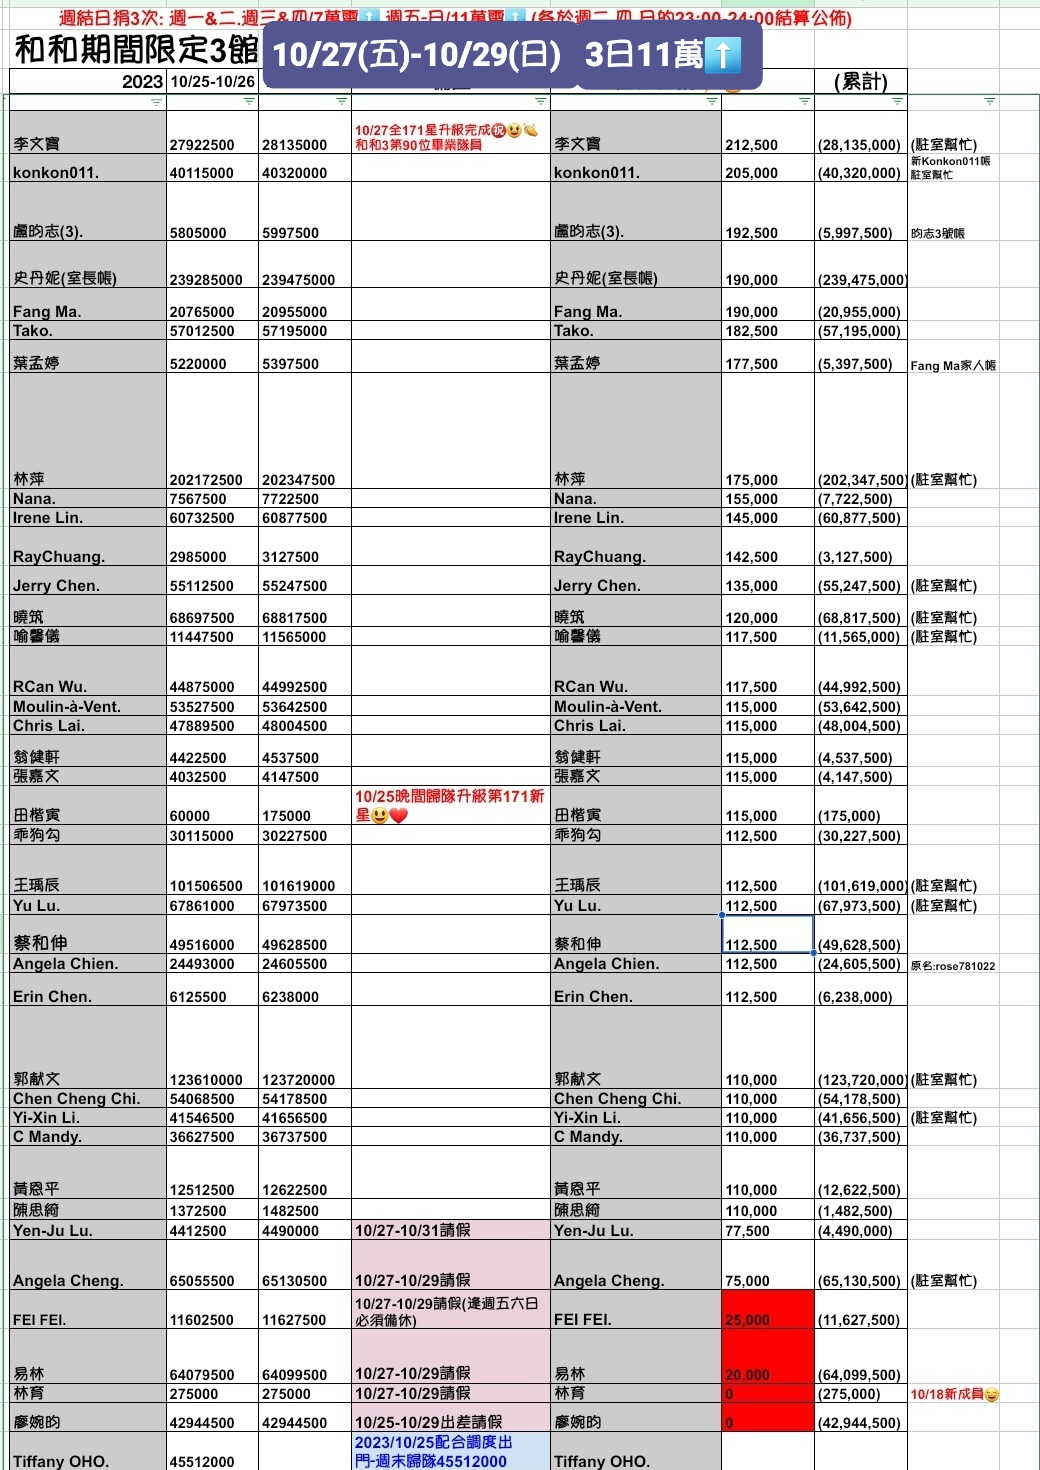 週結日捐3次: 週一&二.週三&四/7萬電⬆️ 週五-日/11萬電⬆️ (各於週二.四.日的23:00-24:00結算公佈)
和和期間限定3館
10/27(五)-10/29(日) 3日11萬⬆️
2023 10/25-10/26 (累計)
李文寶 27922500 28135000 10/27全171星升級完成㊗️😃👏 和和3第90位畢業隊員 李文寶 212,500 (28,135,000) (駐室幫忙)
konkon011. 40115000 40320000 konkon011. 205,000 (40,320,000) 新Konkon011帳 駐室幫忙
盧昀志(3). 5805000 5997500 盧昀志(3). 192,500 (5,997,500) 昀志3號帳
史丹妮(室長帳) 239285000 239475000 史丹妮(室長帳) 190,000 (239,475,000)
Fang Ma. 20765000 20955000 Fang Ma. 190,000 (20,955,000)
Tako. 57012500 57195000 Tako. 182,500 (57,195,000)
葉孟婷 5220000 5397500 葉孟婷 177,500 (5,397,500) Fang Ma家人帳
林萍 202172500 202347500 林萍 175,000 (202,347,500) (駐室幫忙)
Nana. 7567500 7722500 Nana. 155,000 (7,722,500)
Irene Lin. 60732500 60877500 Irene Lin. 145,000 (60,877,500)
RayChuang. 2985000 3127500 RayChuang. 142,500 (3,127,500)
Jerry Chen. 55112500 55247500 Jerry Chen. 135,000 (55,247,500) (駐室幫忙)
曉筑 68697500 68817500 曉筑 120,000 (68,817,500) (駐室幫忙)
喻馨儀 11447500 11565000 喻馨儀 117,500 (11,565,000) (駐室幫忙)
RCan Wu. 44875000 44992500 RCan Wu. 117,500 (44,992,500)
Moulin-à-Vent. 53527500 53642500 Moulin-à-Vent. 115,000 (53,642,500)
Chris Lai. 47889500 48004500 Chris Lai. 115,000 (48,004,500)
翁健軒 4422500 4537500 翁健軒 115,000 (4,537,500)
張嘉文 4032500 4147500 張嘉文 115,000 (4,147,500)
田楷寅 60000 175000 10/25晚間歸隊升級第171新 星😃❤️ 田楷寅 115,000 (175,000)
乖狗勾 30115000 30227500 乖狗勾 112,500 (30,227,500)
王瑀辰 101506500 101619000 王瑀辰 112,500 (101,619,000) (駐室幫忙)
Yu Lu. 67861000 67973500 Yu Lu. 112,500 (67,973,500) (駐室幫忙)
蔡和伸 49516000 49628500 蔡和伸 112,500 (49,628,500)
Angela Chien. 24493000 24605500 Angela Chien. 112,500 (24,605,500) 原名:rose781022
Erin Chen. 6125500 6238000 Erin Chen. 112,500 (6,238,000)
郭献文 123610000 123720000 郭献文 110,000 (123,720,000) (駐室幫忙)
Chen Cheng Chi. 54068500 54178500 Chen Cheng Chi. 110,000 (54,178,500)
Yi-Xin Li. 41546500 41656500 Yi-Xin Li. 110,000 (41,656,500) (駐室幫忙)
C Mandy. 36627500 36737500 C Mandy. 110,000 (36,737,500)
黃恩平 12512500 12622500 黃恩平 110,000 (12,622,500)
陳思綺 1372500 1482500 陳思綺 110,000 (1,482,500)
Yen-Ju Lu. 4412500 4490000 10/27-10/31請假 Yen-Ju Lu. 77,500 (4,490,000)
Angela Cheng. 65055500 65130500 10/27-10/29請假 Angela Cheng. 75,000 (65,130,500) (駐室幫忙)
FEI FEI. 11602500 11627500 10/27-10/29請假(逢週五六日 必須備休) FEI FEI. 25,000 (11,627,500)
易林 64079500 64099500 10/27-10/29請假 易林 20,000 (64,099,500)
林育 275000 275000 10/27-10/29請假 林育 0 (275,000) 10/18新成員😄
廖婉昀 42944500 42944500 10/25-10/29出差請假 廖婉昀 0 (42,944,500)
Tiffany OHO. 45512000 2023/10/25配合調度出 門-週末歸隊45512000 Tiffany OHO.